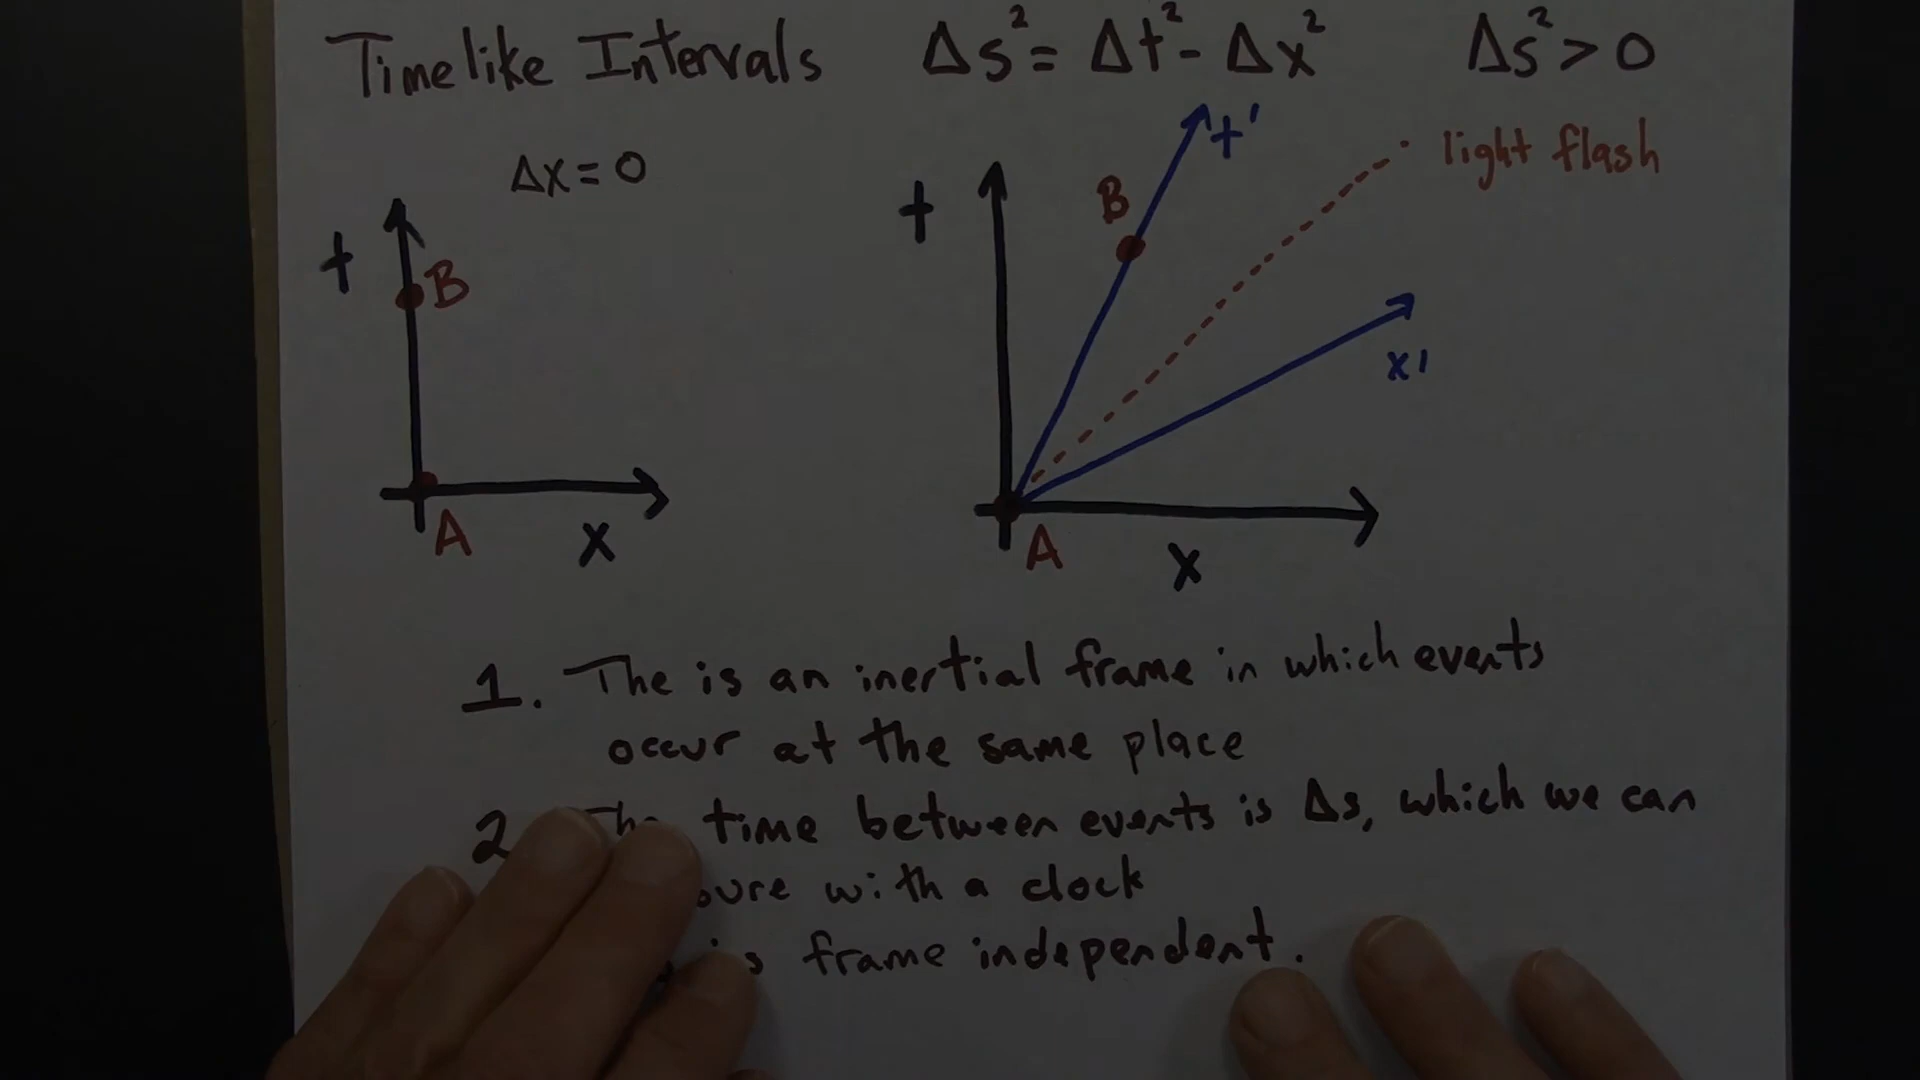 Timelike Intervals Δs² = Δt² - Δx² Δs² > 0
Δx = 0
t
B
A
x
t
t'
B
light flash
x'
A
x
1. The is an inertial frame in which events
occur at the same place
2 time between events is Δs, which we can
with a clock
frame independent.